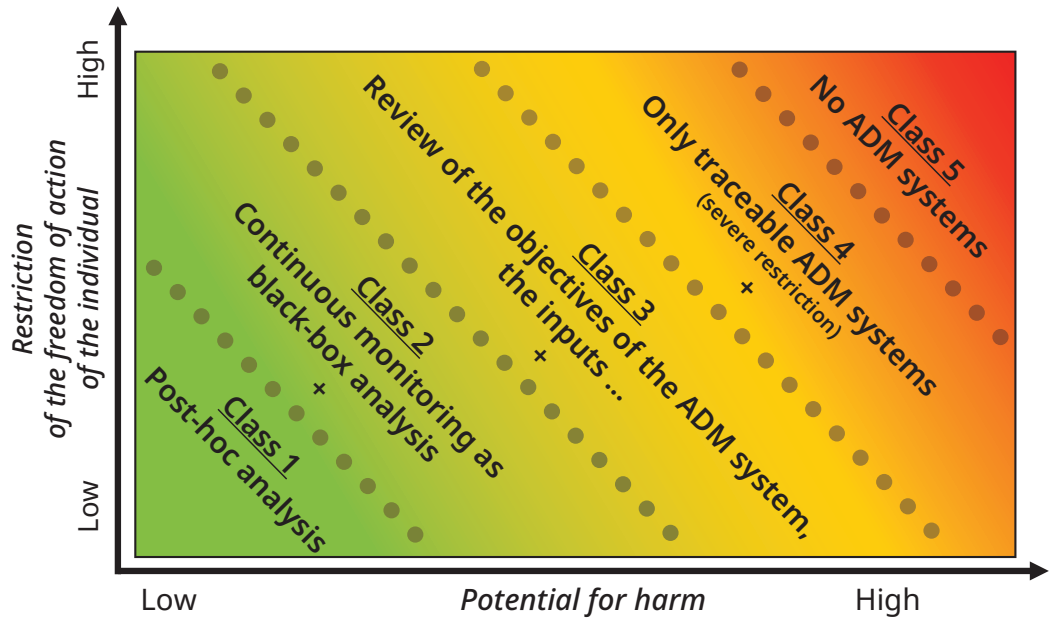 High
Restriction
of the freedom of action
of the individual
Low
Class 1
Post-hoc analysis
+
Class 2
Continuous monitoring as
black-box analysis
+
Class 3
Review of the objectives of the ADM system,
the inputs ...
+
Class 4
Only traceable ADM systems
(severe restriction)
Class 5
No ADM systems
Low
Potential for harm
High